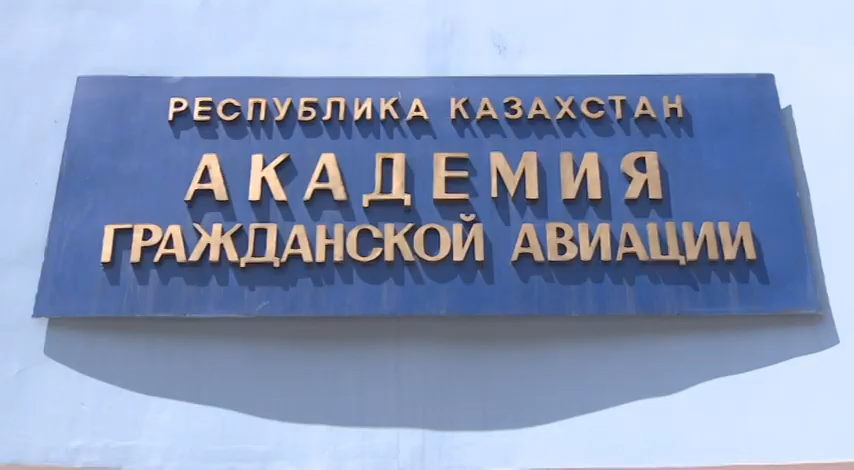 РЕСПУБЛИКА КАЗАХСТАН
АКАДЕМИЯ
ГРАЖДАНСКОЙ АВИАЦИИ